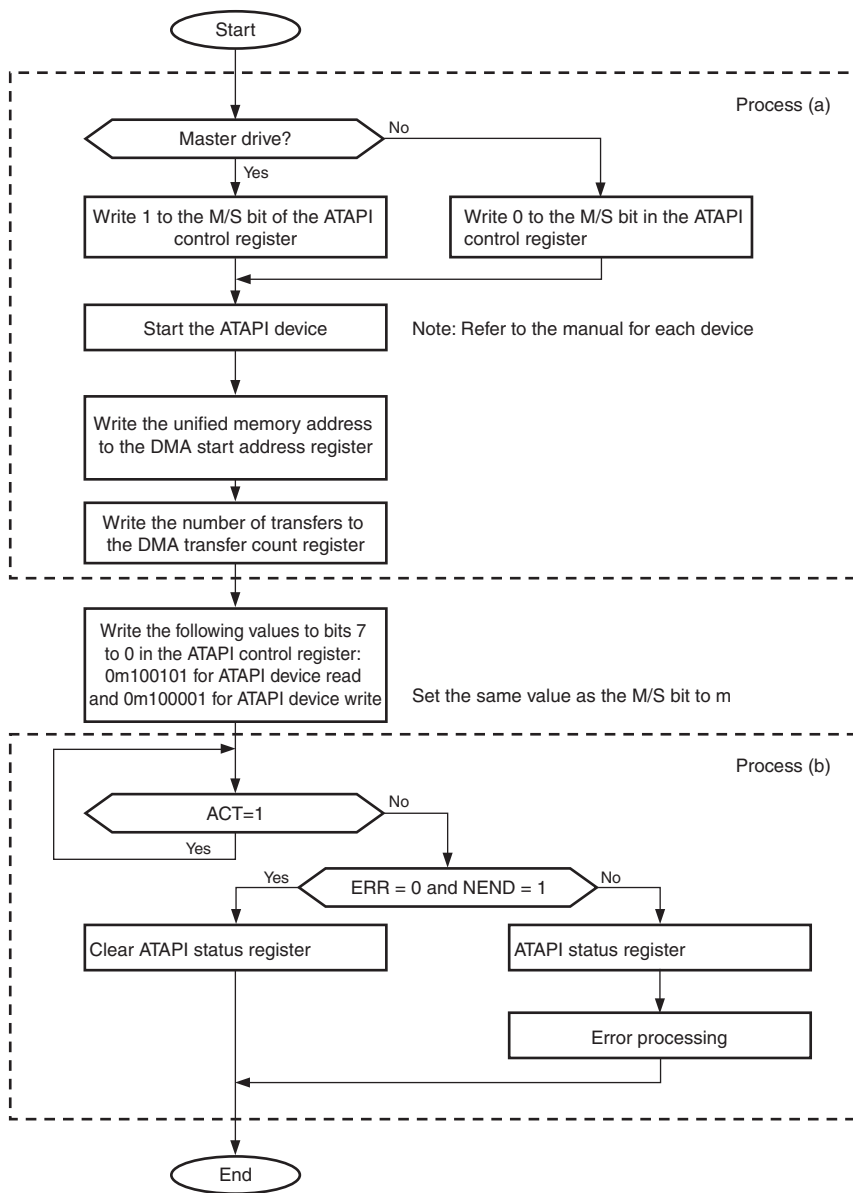 Start
Process (a)
Master drive?
No
Yes
Write 1 to the M/S bit of the ATAPI
control register
Write 0 to the M/S bit in the ATAPI
control register
Start the ATAPI device
Note: Refer to the manual for each device
Write the unified memory address
to the DMA start address register
Write the number of transfers to
the DMA transfer count register
Write the following values to bits 7
to 0 in the ATAPI control register:
0m100101 for ATAPI device read
and 0m100001 for ATAPI device write
Set the same value as the M/S bit to m
Process (b)
ACT=1
No
Yes
ERR = 0 and NEND = 1
Yes
No
Clear ATAPI status register
ATAPI status register
Error processing
End